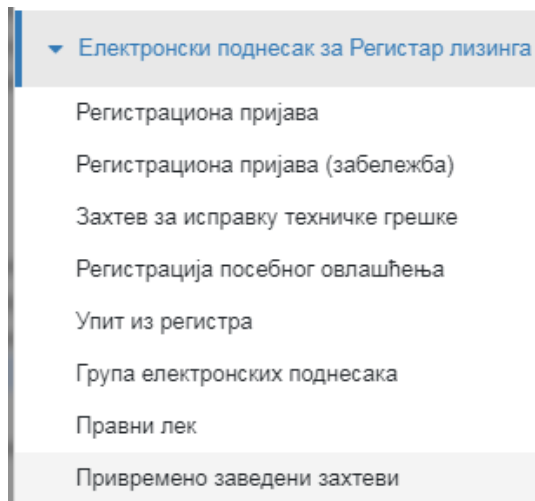 Електронски поднесак за Регистар лизинга
Регистрациона пријава
Регистрациона пријава (забележба)
Захтев за исправку техничке грешке
Регистрација посебног овлашћења
Упит из регистра
Група електронских поднесака
Правни лек
Привремено заведени захтеви